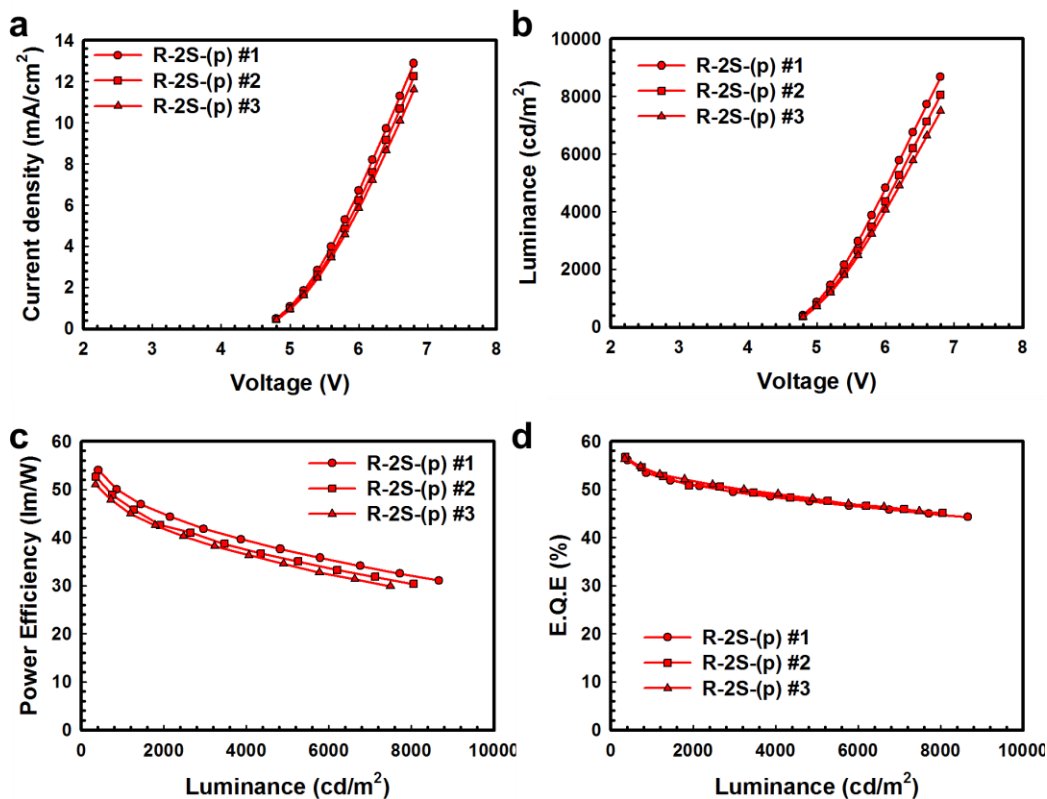 a
R-2S-(p) #1
R-2S-(p) #2
R-2S-(p) #3
Current density (mA/cm²)
14
12
10
8
6
4
2
0
2 3 4 5 6 7 8
Voltage (V)
b
R-2S-(p) #1
R-2S-(p) #2
R-2S-(p) #3
Luminance (cd/m²)
10000
8000
6000
4000
2000
0
2 3 4 5 6 7 8
Voltage (V)
c
R-2S-(p) #1
R-2S-(p) #2
R-2S-(p) #3
Power Efficiency (lm/W)
60
50
40
30
20
10
0
0 2000 4000 6000 8000 10000
Luminance (cd/m²)
d
E.Q.E (%)
60
50
40
30
20
10
0
R-2S-(p) #1
R-2S-(p) #2
R-2S-(p) #3
0 2000 4000 6000 8000 10000
Luminance (cd/m²)